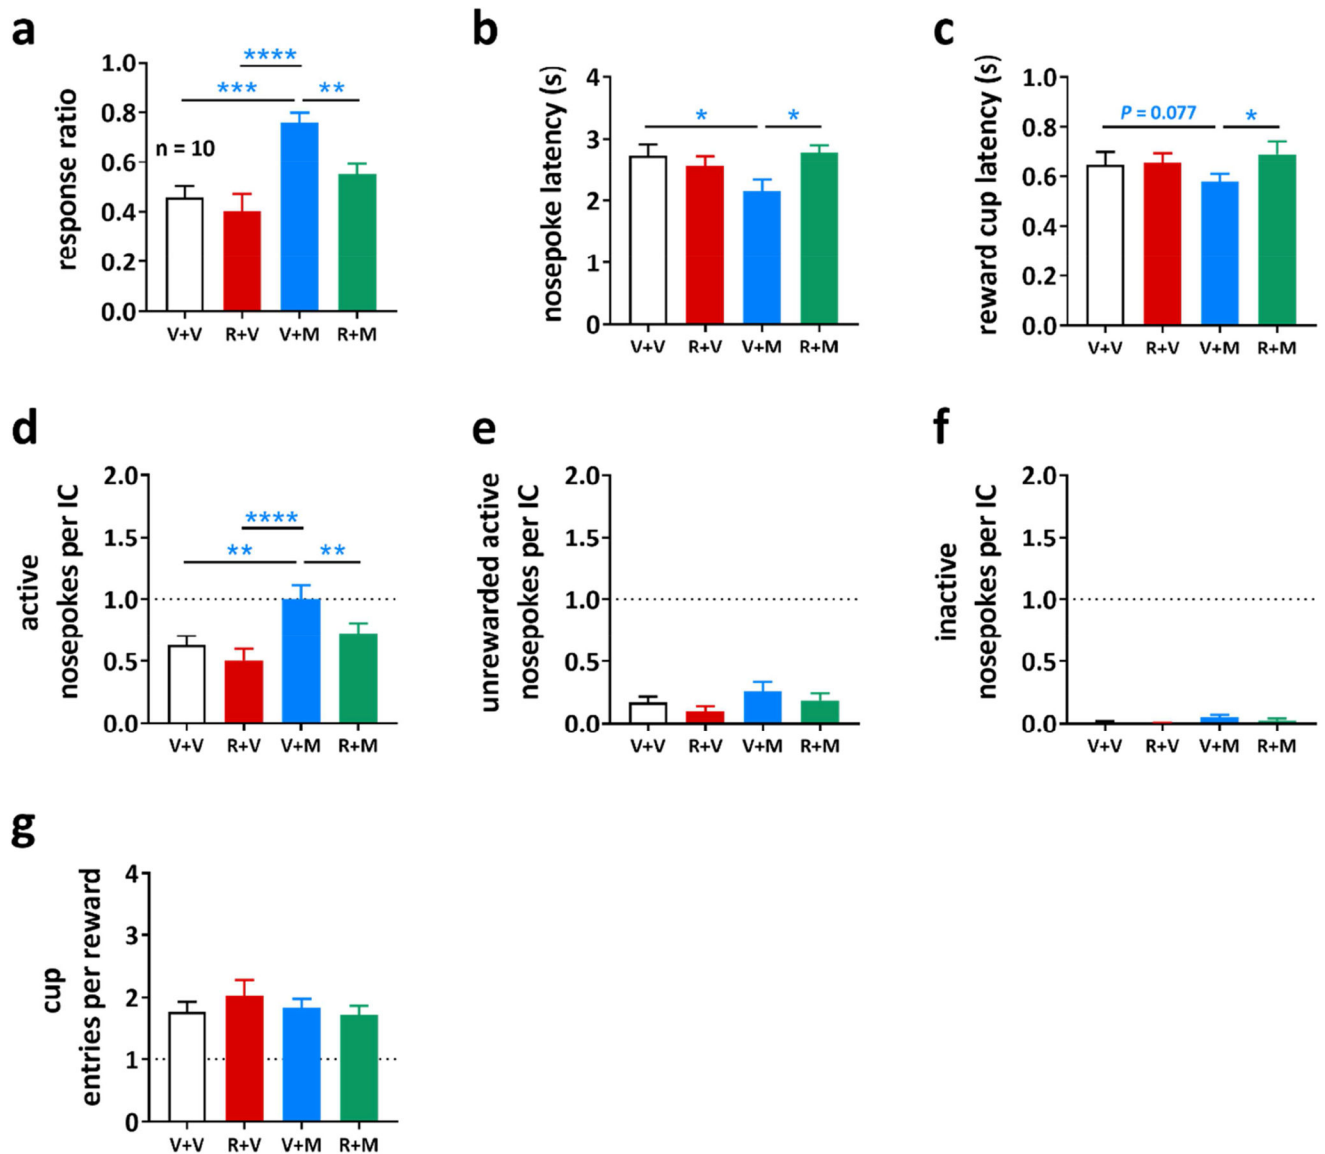 a
response ratio
1.0
0.8
0.6
0.4
0.2
0.0
****
***
**
n = 10
V+V R+V V+M R+M
b
nosepoke latency (s)
4
3
2
1
0
*
*
V+V R+V V+M R+M
c
reward cup latency (s)
1.0
0.8
0.6
0.4
0.2
0.0
P = 0.077
*
V+V R+V V+M R+M
d
active
nosepokes per IC
2.0
1.5
1.0
0.5
0.0
****
**
**
V+V R+V V+M R+M
e
unrewarded active
nosepokes per IC
2.0
1.5
1.0
0.5
0.0
V+V R+V V+M R+M
f
inactive
nosepokes per IC
2.0
1.5
1.0
0.5
0.0
V+V R+V V+M R+M
g
cup
entries per reward
4
3
2
1
0
V+V R+V V+M R+M